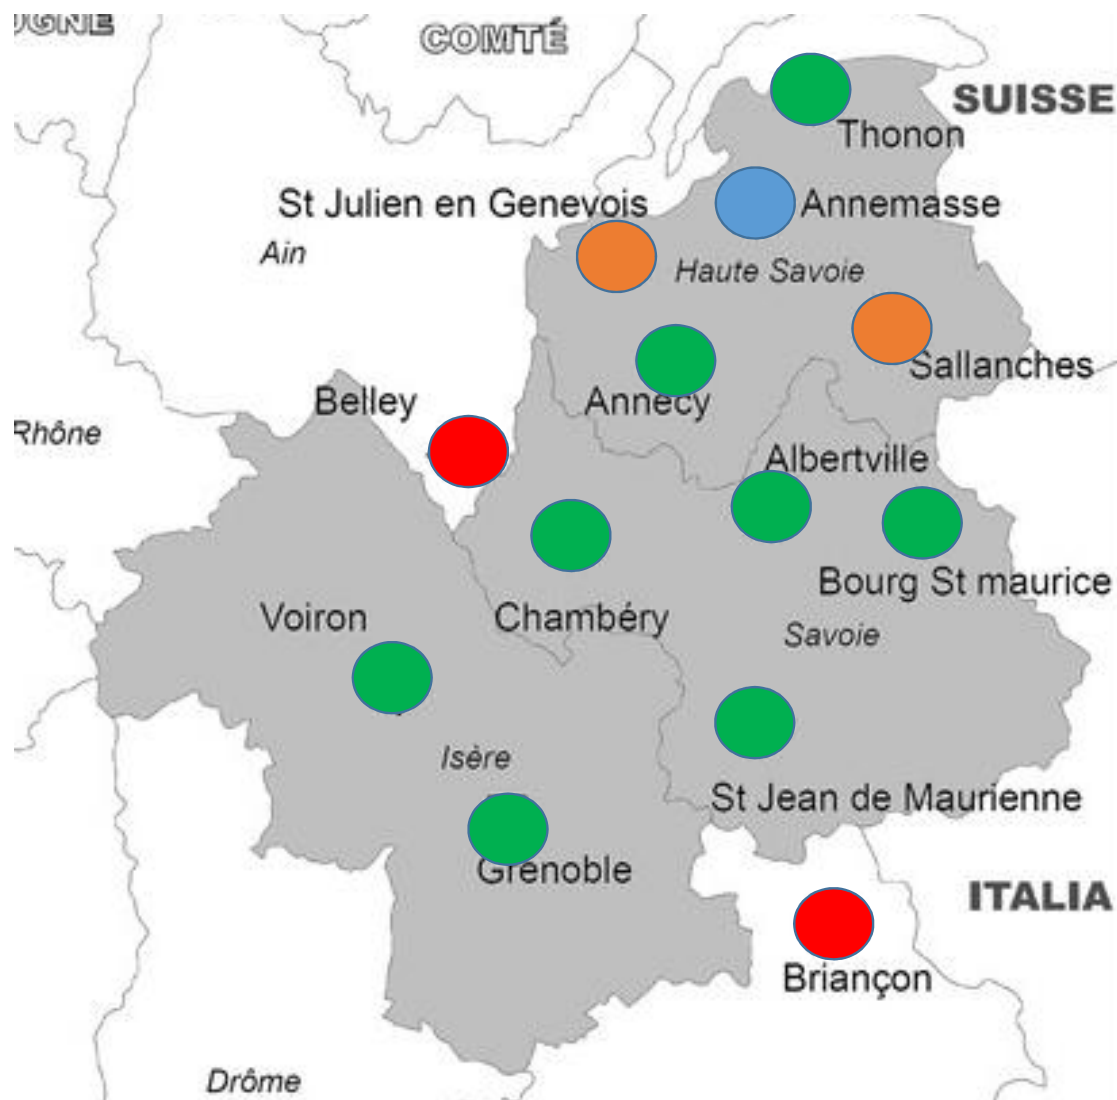 COMTÉ
SUISSE
Thonon
St Julien en Genevois
Annemasse
Ain
Haute Savoie
Sallanches
Belley
Annecy
Rhône
Albertville
Bourg St maurice
Voiron
Chambéry
Savoie
Isère
St Jean de Maurienne
Grenoble
ITALIA
Briançon
Drôme